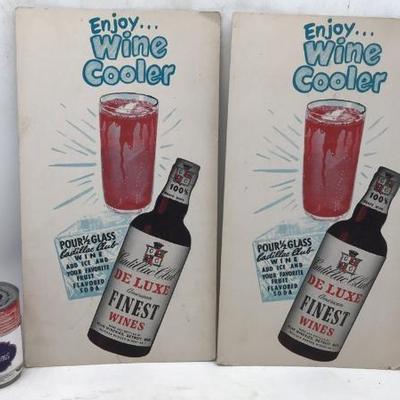 Enjoy...
Wine
Cooler
100%
POUR ½ GLASS
Cadillac Club
WINE
ADD ICE AND
YOUR FAVORITE
FRUIT
FLAVORED
SODA
Cadillac Club
DE LUXE
American
FINEST
WINES
Enjoy...
Wine
Cooler
100%
POUR ½ GLASS
Cadillac Club
WINE
ADD ICE AND
YOUR FAVORITE
FRUIT
FLAVORED
SODA
Cadillac Club
DE LUXE
American
FINEST
WINES